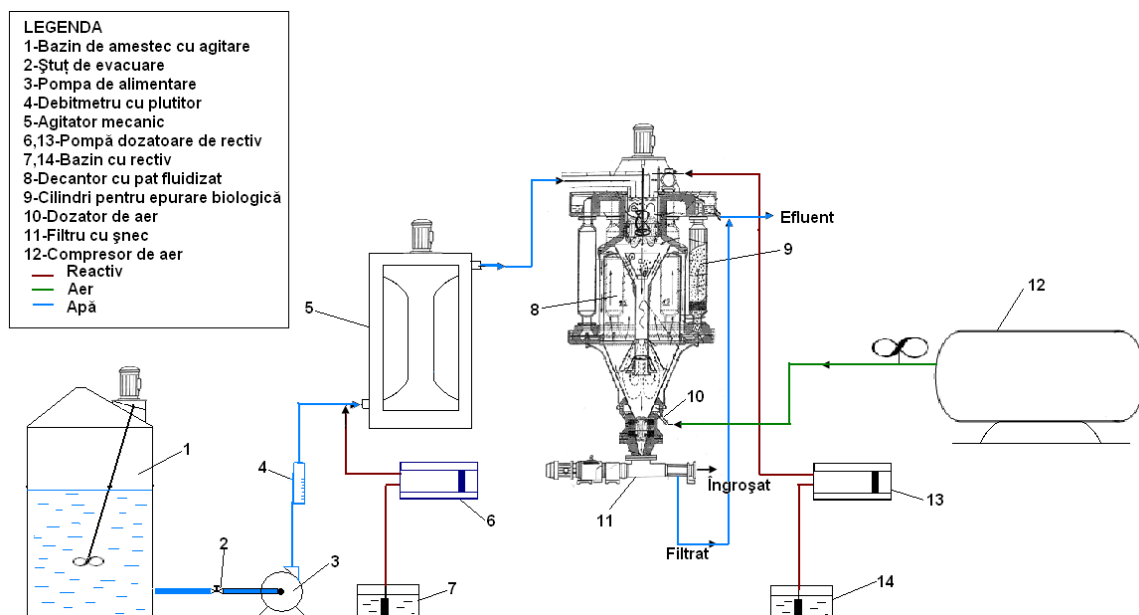 LEGENDA
1-Bazin de amestec cu agitare
2-Ştuţ de evacuare
3-Pompa de alimentare
4-Debitmetru cu plutitor
5-Agitator mecanic
6,13-Pompă dozatoare de rectiv
7,14-Bazin cu rectiv
8-Decantor cu pat fluidizat
9-Cilindri pentru epurare biologică
10-Dozator de aer
11-Filtru cu şnec
12-Compresor de aer
Reactiv
Aer
Apă
Efluent
9
8
12
5
10
1
4
Îngroşat
13
6
11
Filtrat
2
3
7
14